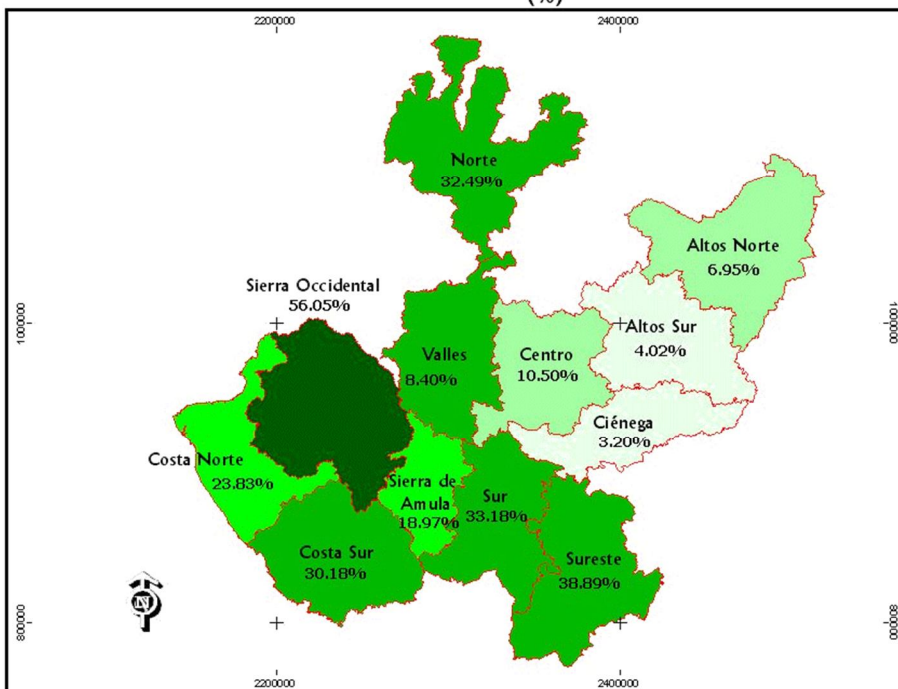 (%)
2200000
2400000
Norte
32.49%
Altos Norte
6.95%
Sierra Occidental
56.05%
1000000
1000000
Altos Sur
4.02%
Valles
8.40%
Centro
10.50%
Ciénega
3.20%
Costa Norte
23.83%
Sierra de
Amula
18.97%
Sur
33.18%
Costa Sur
30.18%
Sureste
38.89%
N
800000
800000
2200000
2400000